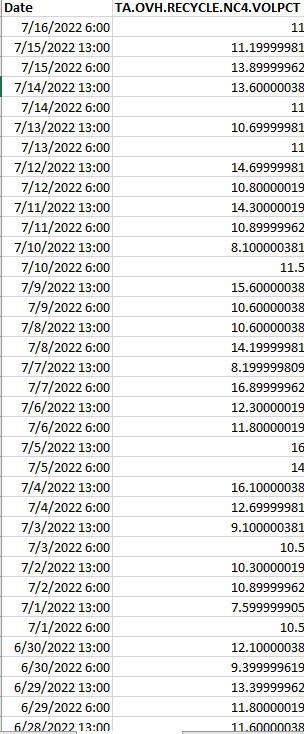 Date TA.OVH.RECYCLE.NC4.VOLPCT
7/16/2022 6:00 11
7/15/2022 13:00 11.19999981
7/15/2022 6:00 13.89999962
7/14/2022 13:00 13.60000038
7/14/2022 6:00 11
7/13/2022 13:00 10.69999981
7/13/2022 6:00 11
7/12/2022 13:00 14.69999981
7/12/2022 6:00 10.80000019
7/11/2022 13:00 14.30000019
7/11/2022 6:00 10.89999962
7/10/2022 13:00 8.100000381
7/10/2022 6:00 11.5
7/9/2022 13:00 15.60000038
7/9/2022 6:00 10.60000038
7/8/2022 13:00 10.60000038
7/8/2022 6:00 14.19999981
7/7/2022 13:00 8.199999809
7/7/2022 6:00 16.89999962
7/6/2022 13:00 12.30000019
7/6/2022 6:00 11.80000019
7/5/2022 13:00 16
7/5/2022 6:00 14
7/4/2022 13:00 16.10000038
7/4/2022 6:00 12.69999981
7/3/2022 13:00 9.100000381
7/3/2022 6:00 10.5
7/2/2022 13:00 10.30000019
7/2/2022 6:00 10.89999962
7/1/2022 13:00 7.599999905
7/1/2022 6:00 10.5
6/30/2022 13:00 12.10000038
6/30/2022 6:00 9.399999619
6/29/2022 13:00 13.39999962
6/29/2022 6:00 11.80000019
6/28/2022 13:00 11.60000038